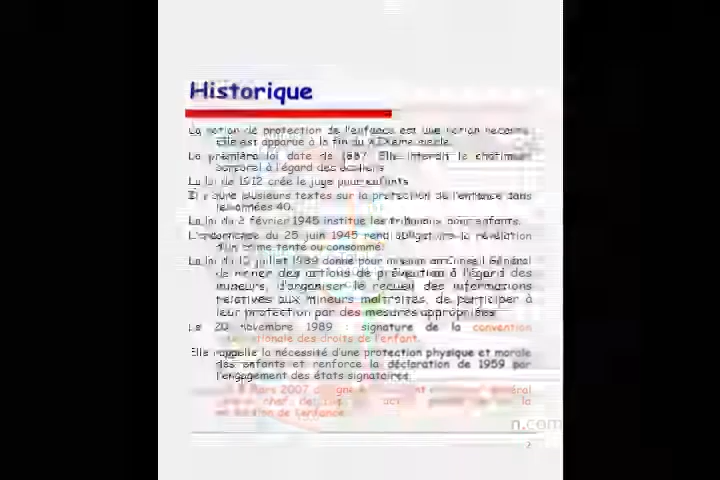 Historique
La notion de protection de l'enfance est une notion récente.
Elle est apparue à la fin du XIXème siècle.
La première loi date de 1887. Elle interdit le châtiment
corporel à l'égard des
La loi de 1912 crée le juge pour enfants
plusieurs textes sur la protection de l'enfance dans
les années 40.
La loi du 2 février 1945 institue les tribunaux pour enfants.
L'ordonnance du 25 juin 1945 rend obligatoire la révélation
d'un crime tenté ou consommé.
La loi du 10 juillet 1989 donne pour mission au Conseil Général
de mener des actions de prévention à l'égard des
mineurs, d'organiser le recueil des informations
relatives aux mineurs maltraités, de participer à
leur protection par des mesures appropriées
Le 20 novembre 1989 : signature de la convention
internationale des droits de l'enfant.
Elle rappelle la nécessité d'une protection physique et morale
des enfants et renforce la déclaration de 1959 par
l'engagement des états signataires.
Mars 2007 général
la
de l'enfance
n.com
2